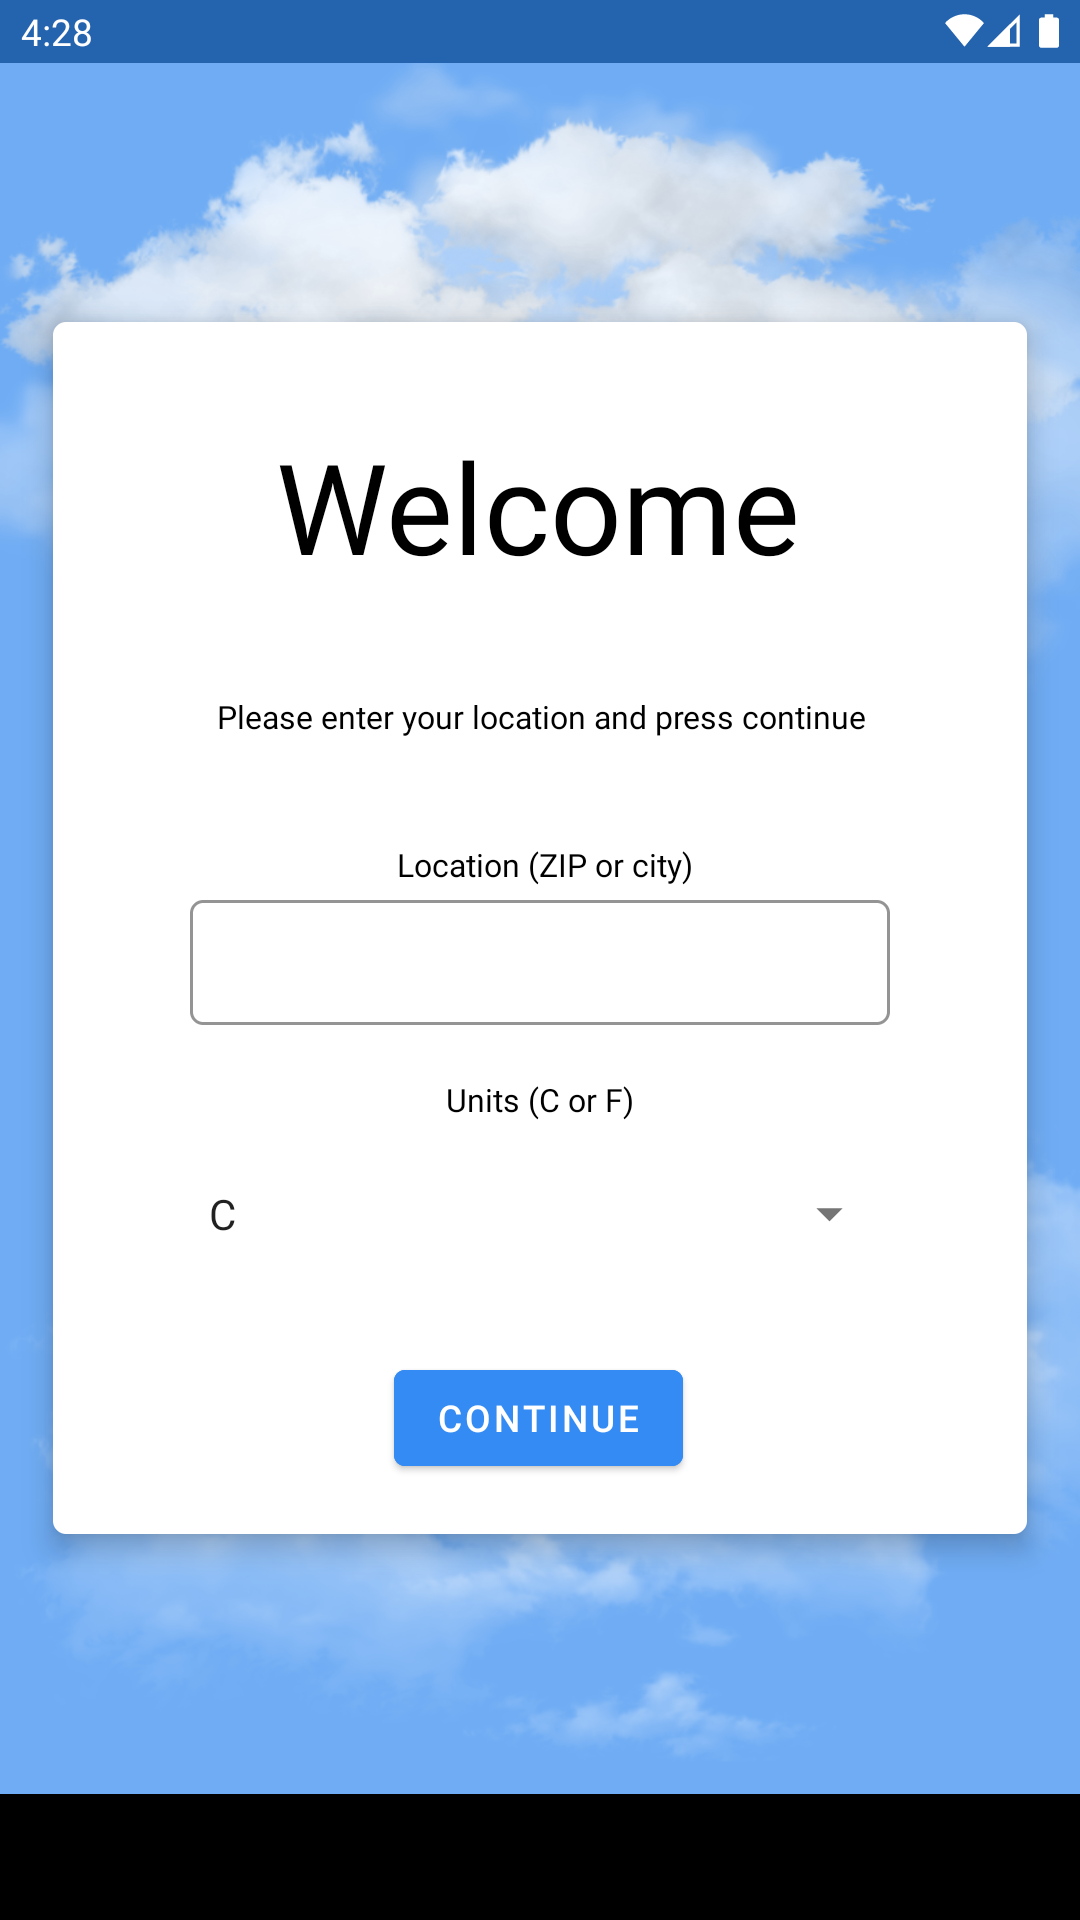 4:28
Welcome
Please enter your location and press continue
Location (ZIP or city)
Units (C or F)
C
CONTINUE